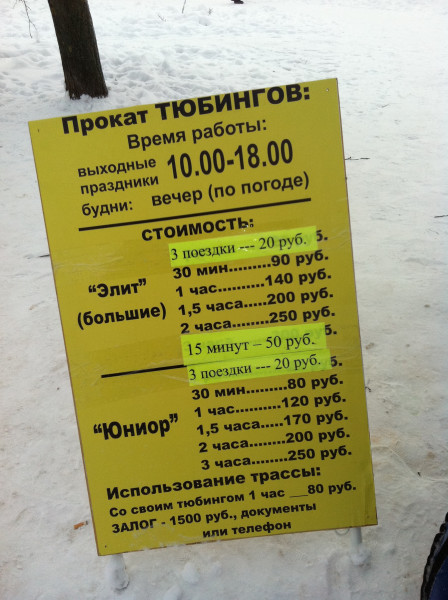 Прокат ТЮБИНГОВ:
Время работы:
выходные
праздники 10.00-18.00
будни: вечер (по погоде)
СТОИМОСТЬ:
3 поездки --- 20 руб.
30 мин.........90 руб.
"Элит" 1 час..........140 руб.
(большие) 1,5 часа.....200 руб.
2 часа........250 руб.
15 минут – 50 руб.
3 поездки --- 20 руб.
30 мин.........80 руб.
1 час..........120 руб.
"Юниор" 1,5 часа.....170 руб.
2 часа........200 руб.
3 часа........250 руб.
Использование трассы:
Со своим тюбингом 1 час __80 руб.
ЗАЛОГ - 1500 руб., документы
или телефон